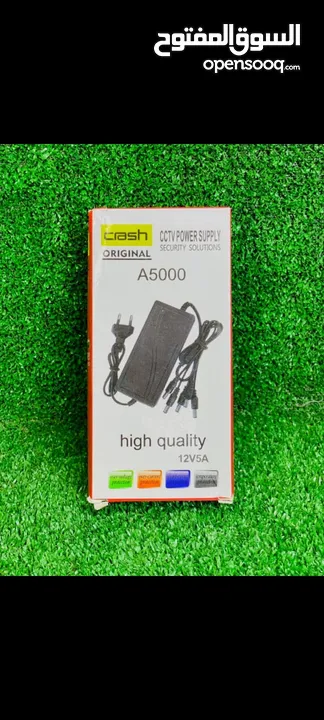 السوق المفتوح
opensooq.com
crash
ORIGINAL
CCTV POWER SUPPLY
SECURITY SOLUTIONS
A5000
high quality
12V5A